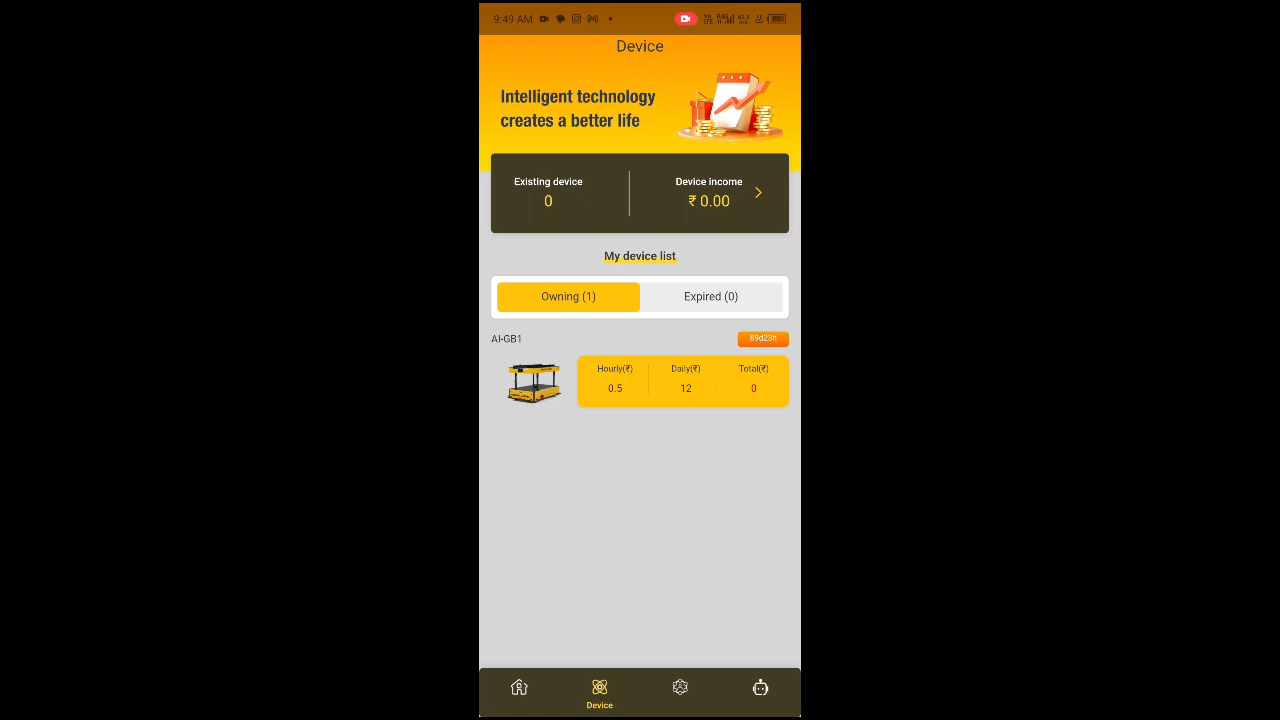 9:49 AM
Device
Intelligent technology
creates a better life
Existing device
Device income
0
₹ 0.00
My device list
Owning (1)
Expired (0)
AI-GB1
89d23h
Hourly(₹)
Daily(₹)
Total(₹)
0.5
12
0
Device